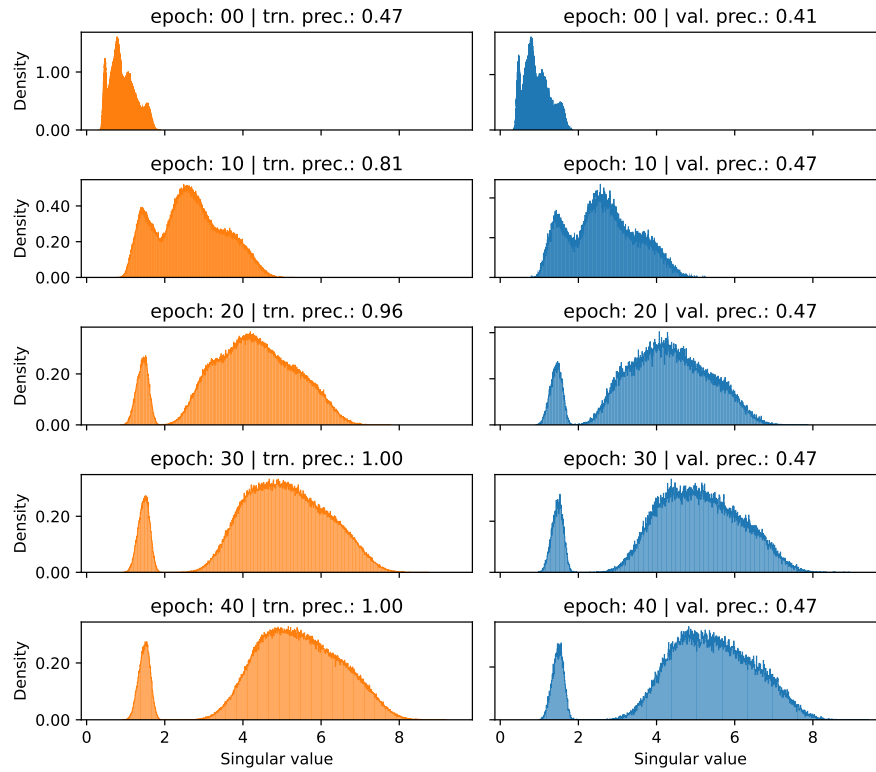 epoch: 00 | trn. prec.: 0.47
epoch: 00 | val. prec.: 0.41
Density
1.00
0.00
epoch: 10 | trn. prec.: 0.81
epoch: 10 | val. prec.: 0.47
Density
0.40
0.20
0.00
epoch: 20 | trn. prec.: 0.96
epoch: 20 | val. prec.: 0.47
Density
0.20
0.00
epoch: 30 | trn. prec.: 1.00
epoch: 30 | val. prec.: 0.47
Density
0.20
0.00
epoch: 40 | trn. prec.: 1.00
epoch: 40 | val. prec.: 0.47
Density
0.20
0.00
0 2 4 6 8
0 2 4 6 8
Singular value
Singular value